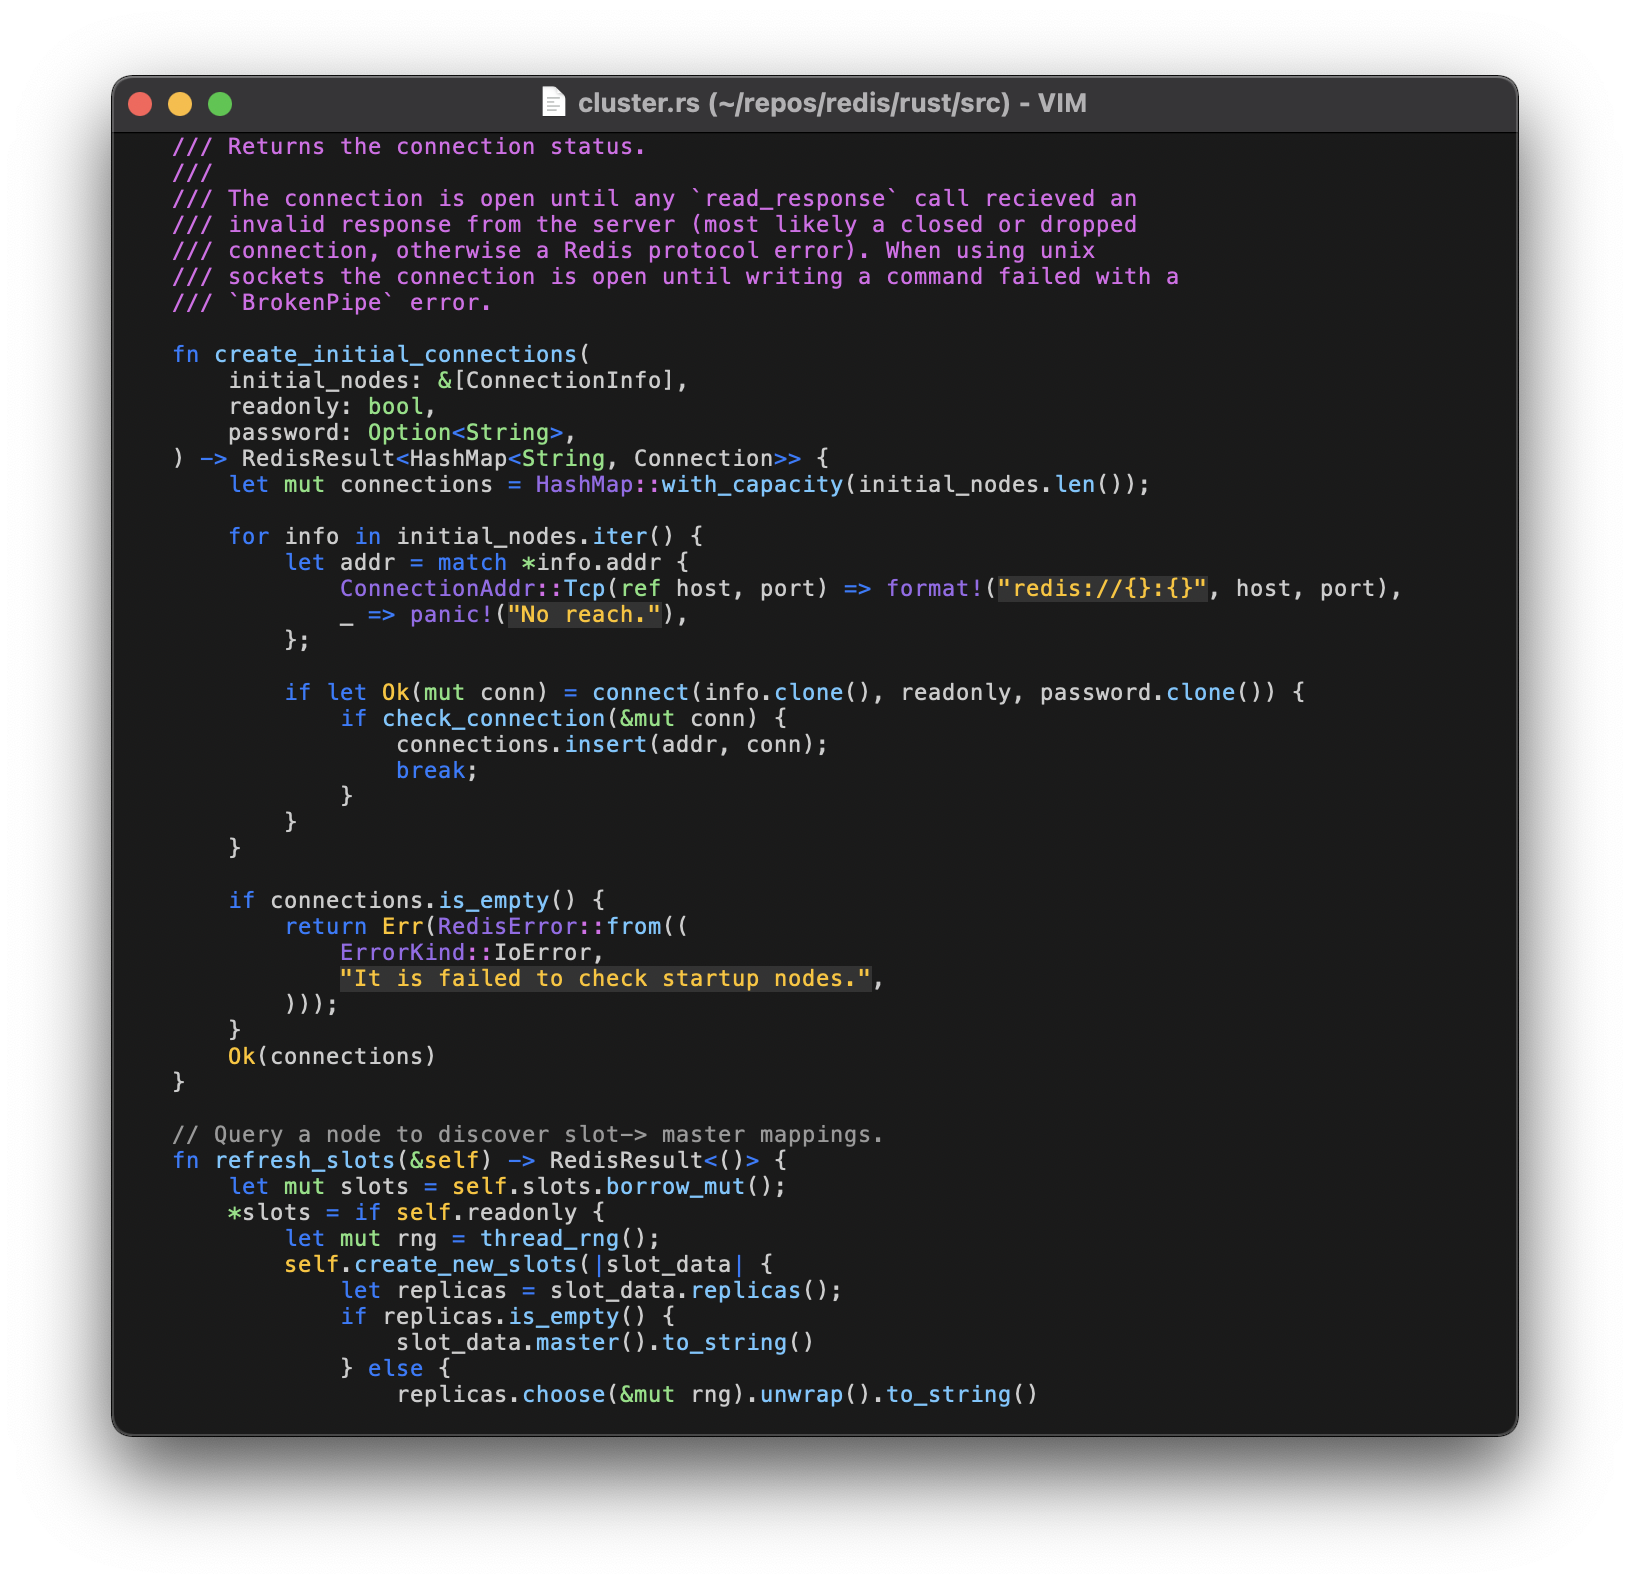 cluster.rs (~/repos/redis/rust/src) - VIM
/// Returns the connection status.
///
/// The connection is open until any `read_response` call recieved an
/// invalid response from the server (most likely a closed or dropped
/// connection, otherwise a Redis protocol error). When using unix
/// sockets the connection is open until writing a command failed with a
/// `BrokenPipe` error.

fn create_initial_connections(
    initial_nodes: &[ConnectionInfo],
    readonly: bool,
    password: Option<String>,
) -> RedisResult<HashMap<String, Connection>> {
    let mut connections = HashMap::with_capacity(initial_nodes.len());

    for info in initial_nodes.iter() {
        let addr = match *info.addr {
            ConnectionAddr::Tcp(ref host, port) => format!("redis://{}:{}", host, port),
            _ => panic!("No reach."),
        };

        if let Ok(mut conn) = connect(info.clone(), readonly, password.clone()) {
            if check_connection(&mut conn) {
                connections.insert(addr, conn);
                break;
            }
        }
    }

    if connections.is_empty() {
        return Err(RedisError::from((
            ErrorKind::IoError,
            "It is failed to check startup nodes.",
        )));
    }
    Ok(connections)
}

// Query a node to discover slot-> master mappings.
fn refresh_slots(&self) -> RedisResult<()> {
    let mut slots = self.slots.borrow_mut();
    *slots = if self.readonly {
        let mut rng = thread_rng();
        self.create_new_slots(|slot_data| {
            let replicas = slot_data.replicas();
            if replicas.is_empty() {
                slot_data.master().to_string()
            } else {
                replicas.choose(&mut rng).unwrap().to_string()